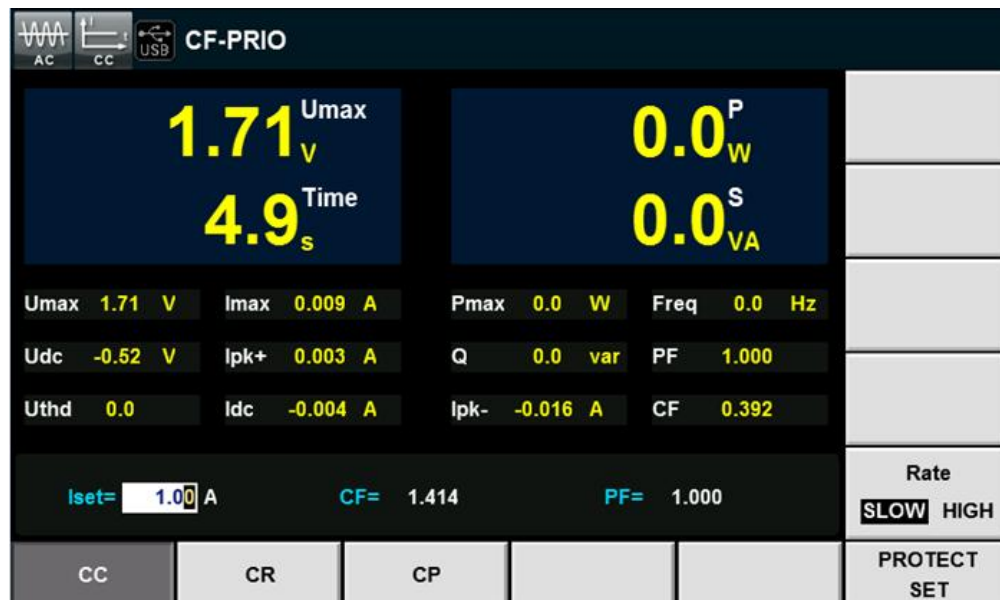 AC CC USB CF-PRIO
1.71 Umax V
0.0 P W
4.9 Time s
0.0 S VA
Umax 1.71 V Imax 0.009 A Pmax 0.0 W Freq 0.0 Hz
Udc -0.52 V Ipk+ 0.003 A Q 0.0 var PF 1.000
Uthd 0.0 Idc -0.004 A Ipk- -0.016 A CF 0.392
Iset= 1.00 A CF= 1.414 PF= 1.000
Rate
SLOW HIGH
CC CR CP
PROTECT
SET